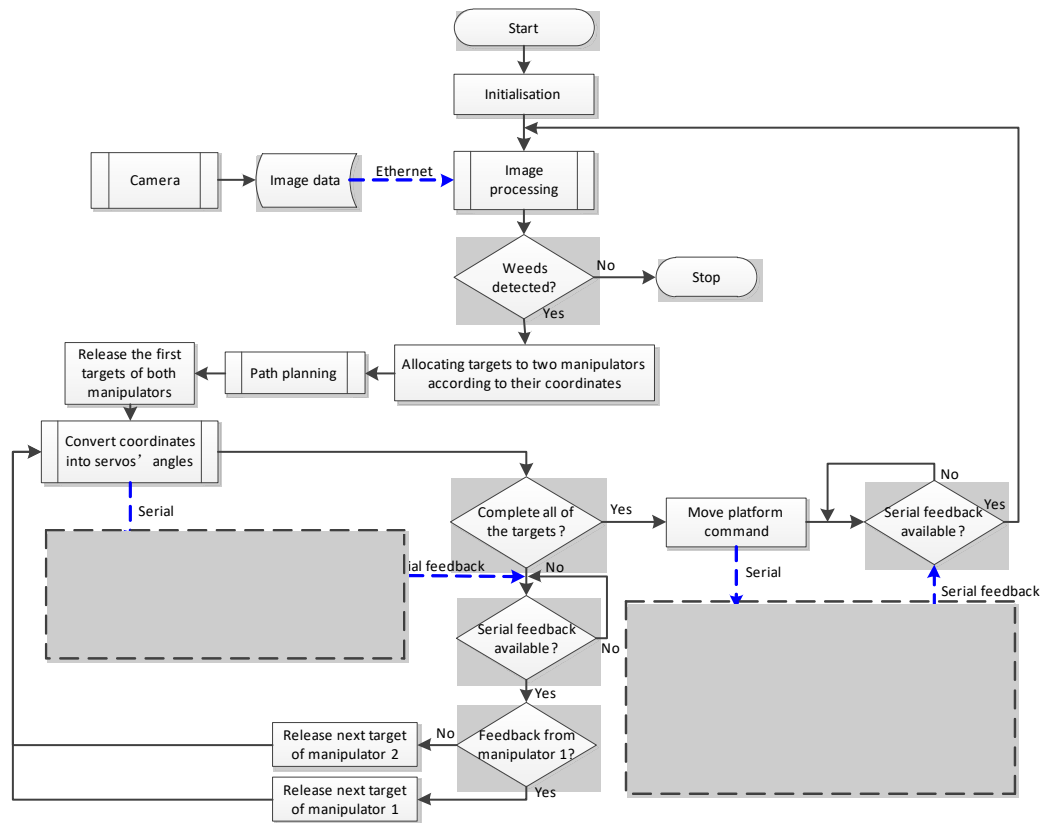 Start
Initialisation
Camera
Image data
Ethernet
Image
processing
Weeds
detected?
No
Stop
Yes
Allocating targets to two manipulators
according to their coordinates
Path planning
Release the first
targets of both
manipulators
Convert coordinates
into servos’ angles
Serial
Complete all of
the targets?
Yes
Move platform
command
Serial feedback
available?
No
Yes
Serial
Serial feedback
ial feedback
No
Serial feedback
available?
No
Yes
Feedback from
manipulator 1?
No
Release next target
of manipulator 2
Yes
Release next target
of manipulator 1